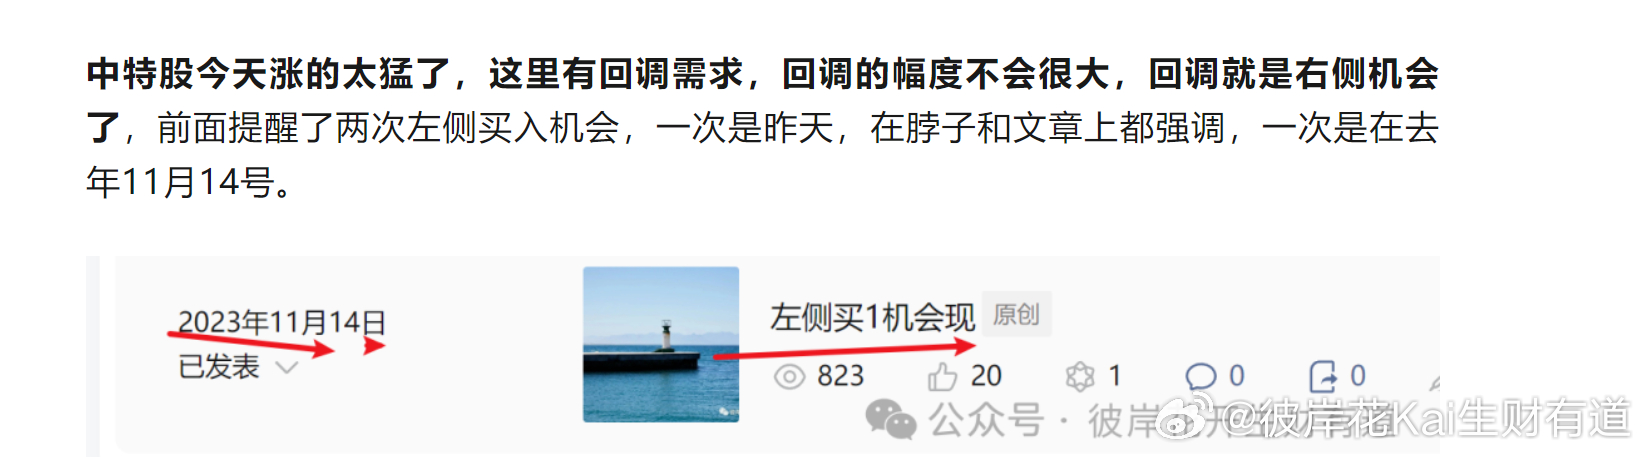 中特股今天涨的太猛了，这里有回调需求，回调的幅度不会很大，回调就是右侧机会
了，前面提醒了两次左侧买入机会，一次是昨天，在脖子和文章上都强调，一次是在去
年11月14号。
2023年11月14日
已发表
左侧买1机会现 原创
823 20 1 0 0
公众号 · 彼岸花开生财有道
@彼岸花Kai生财有道